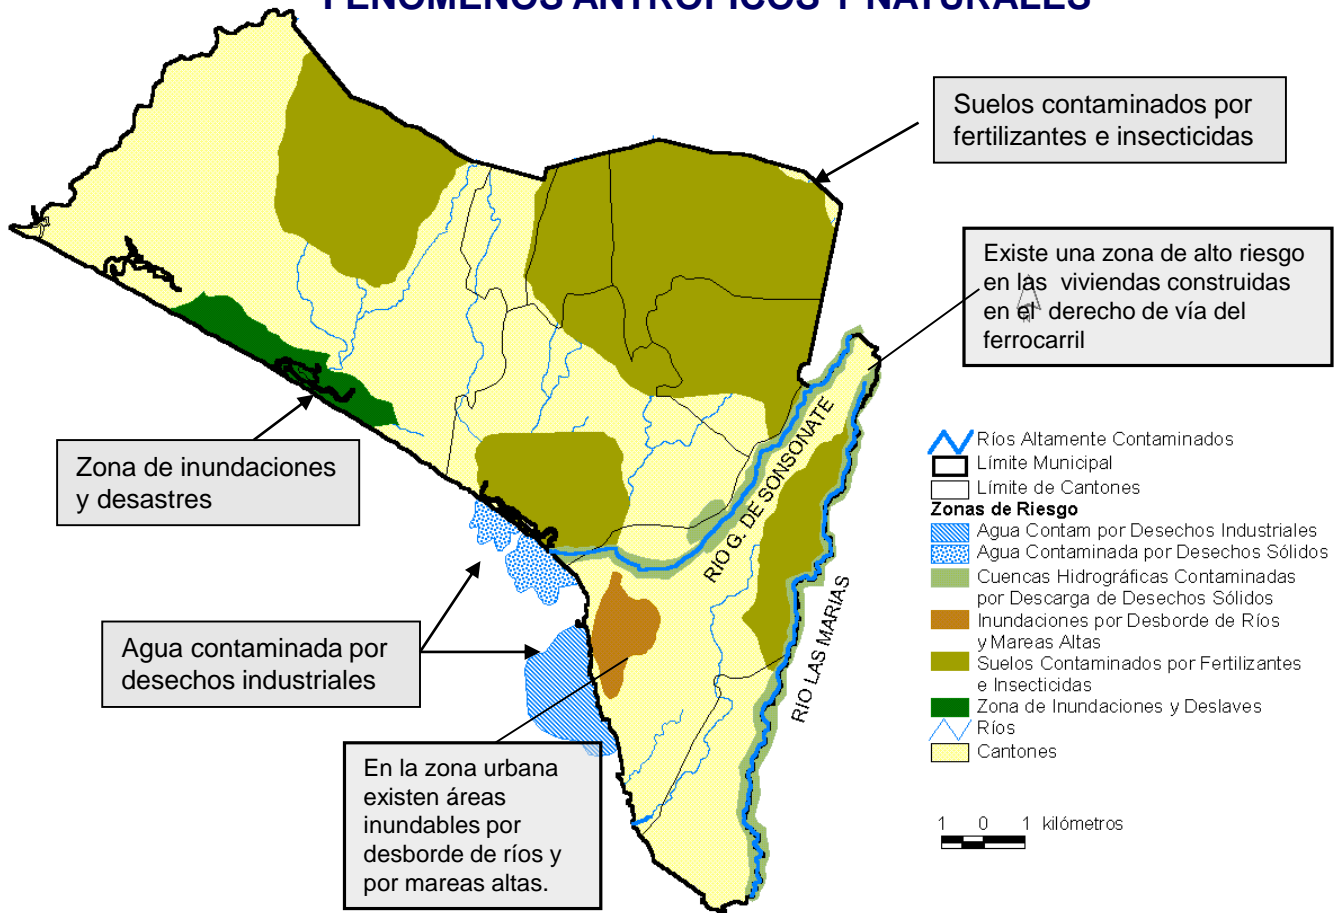 FENOMENOS ANTROPICOS Y NATURALES
Suelos contaminados por
fertilizantes e insecticidas
Existe una zona de alto riesgo
en las viviendas construidas
en el derecho de vía del
ferrocarril
Zona de inundaciones
y desastres
Agua contaminada por
desechos industriales
En la zona urbana
existen áreas
inundables por
desborde de ríos y
por mareas altas.
RIO G. DE SONSONATE
RIO LAS MARIAS
Ríos Altamente Contaminados
Límite Municipal
Límite de Cantones
Zonas de Riesgo
Agua Contam por Desechos Industriales
Agua Contaminada por Desechos Sólidos
Cuencas Hidrográficas Contaminadas
por Descarga de Desechos Sólidos
Inundaciones por Desborde de Ríos
y Mareas Altas
Suelos Contaminados por Fertilizantes
e Insecticidas
Zona de Inundaciones y Deslaves
Ríos
Cantones
1 0 1 kilómetros